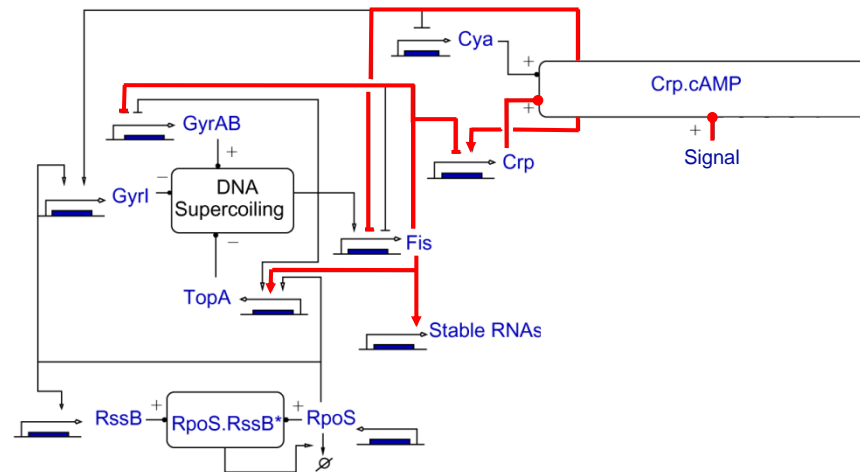 Cya
+
Crp.cAMP
+
GyrAB
+
Crp
+
Signal
GyrI
−
DNA
Supercoiling
Fis
−
TopA
Stable RNAs
RssB
+
RpoS.RssB*
+
RpoS